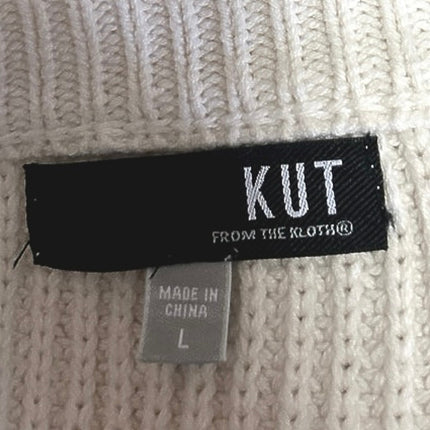 KUT
FROM THE KLOTH®
MADE IN
CHINA
L